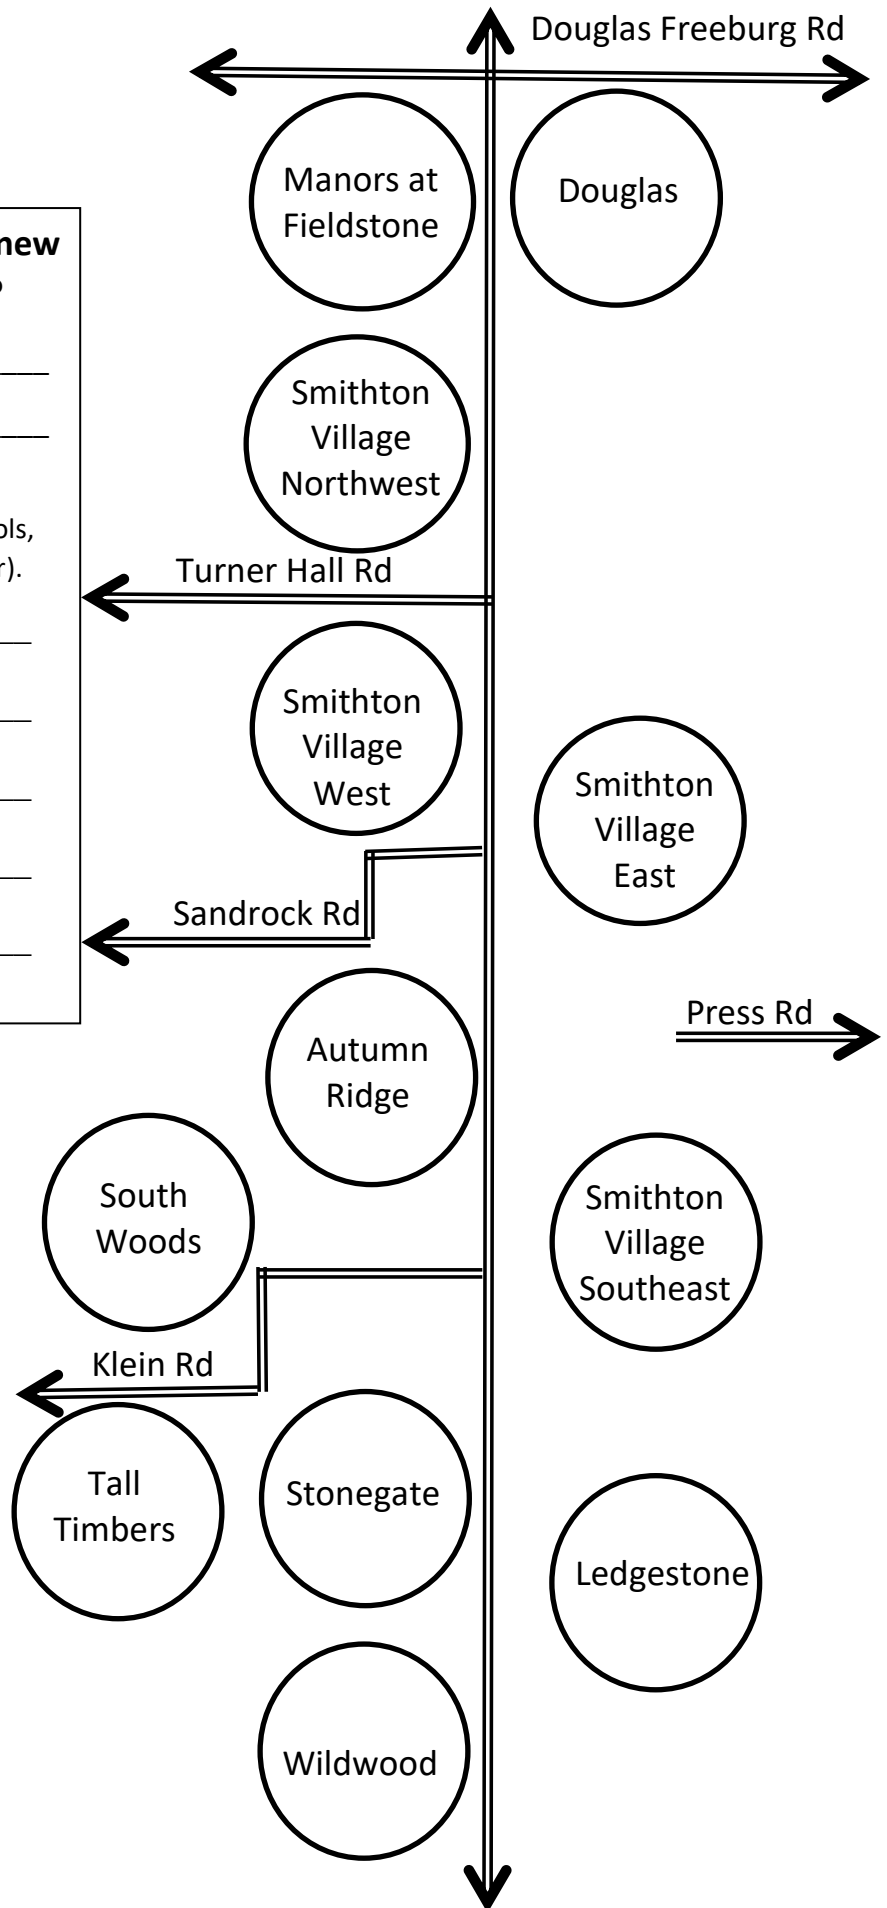 Douglas Freeburg Rd
Manors at
Fieldstone
Douglas
new
Smithton
Village
Northwest
r).
Turner Hall Rd
Smithton
Village
West
Smithton
Village
East
Sandrock Rd
Press Rd
Autumn
Ridge
South
Woods
Smithton
Village
Southeast
Klein Rd
Tall
Timbers
Stonegate
Ledgestone
Wildwood